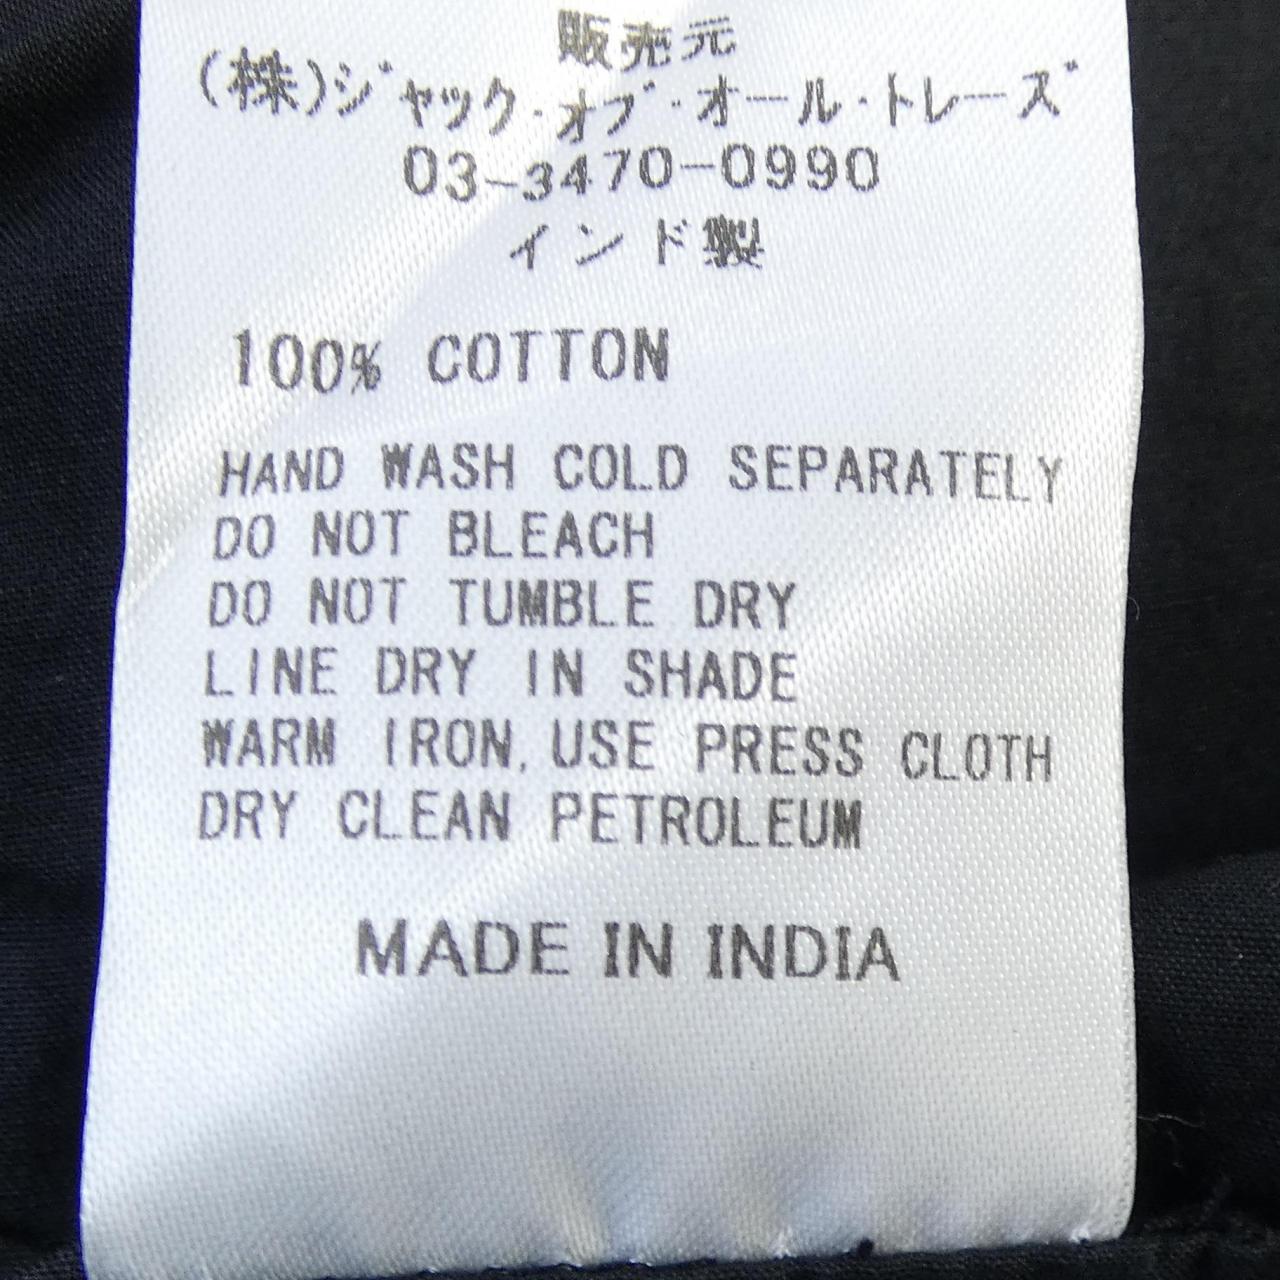 販売元
(株)ジャック・オブ・オール・トレーズ
03-3470-0990
インド製
100% COTTON
HAND WASH COLD SEPARATELY
DO NOT BLEACH
DO NOT TUMBLE DRY
LINE DRY IN SHADE
WARM IRON, USE PRESS CLOTH
DRY CLEAN PETROLEUM
MADE IN INDIA